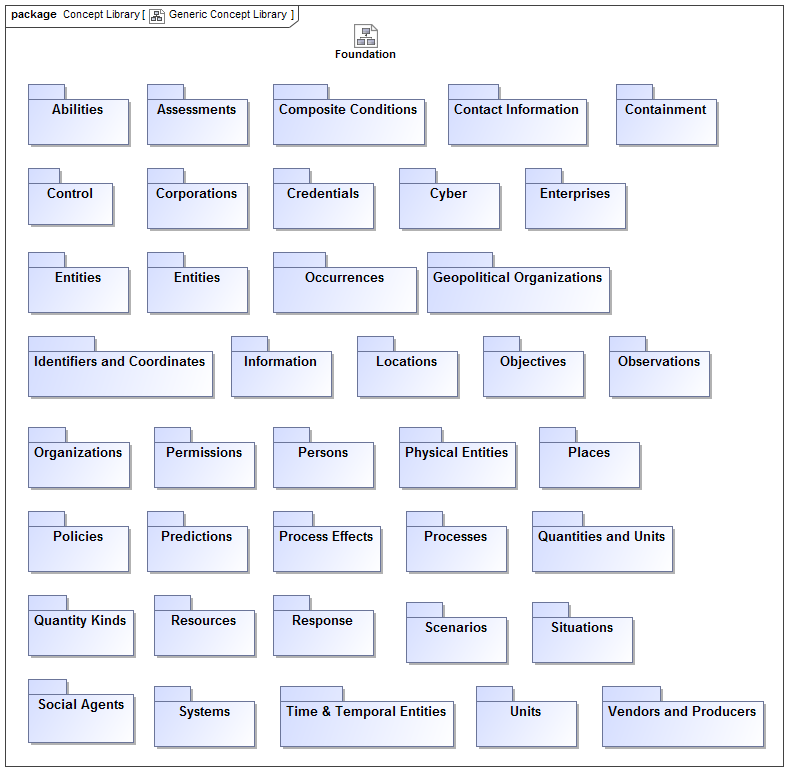 package Concept Library [ Generic Concept Library ]
Foundation
Abilities
Assessments
Composite Conditions
Contact Information
Containment
Control
Corporations
Credentials
Cyber
Enterprises
Entities
Entities
Occurrences
Geopolitical Organizations
Identifiers and Coordinates
Information
Locations
Objectives
Observations
Organizations
Permissions
Persons
Physical Entities
Places
Policies
Predictions
Process Effects
Processes
Quantities and Units
Quantity Kinds
Resources
Response
Scenarios
Situations
Social Agents
Systems
Time & Temporal Entities
Units
Vendors and Producers